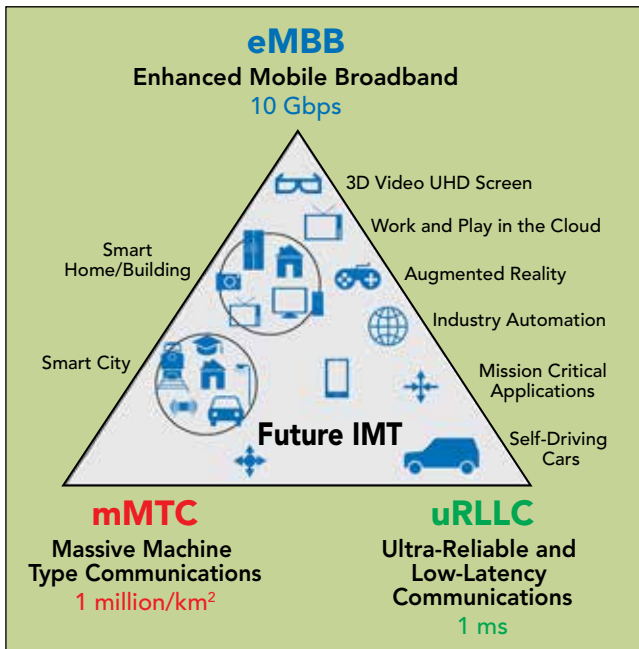 eMBB
Enhanced Mobile Broadband
10 Gbps
3D Video UHD Screen
Work and Play in the Cloud
Smart
Home/Building
Augmented Reality
Industry Automation
Smart City
Mission Critical
Applications
Future IMT
Self-Driving
Cars
mMTC
Massive Machine
Type Communications
1 million/km²
uRLLC
Ultra-Reliable and
Low-Latency
Communications
1 ms